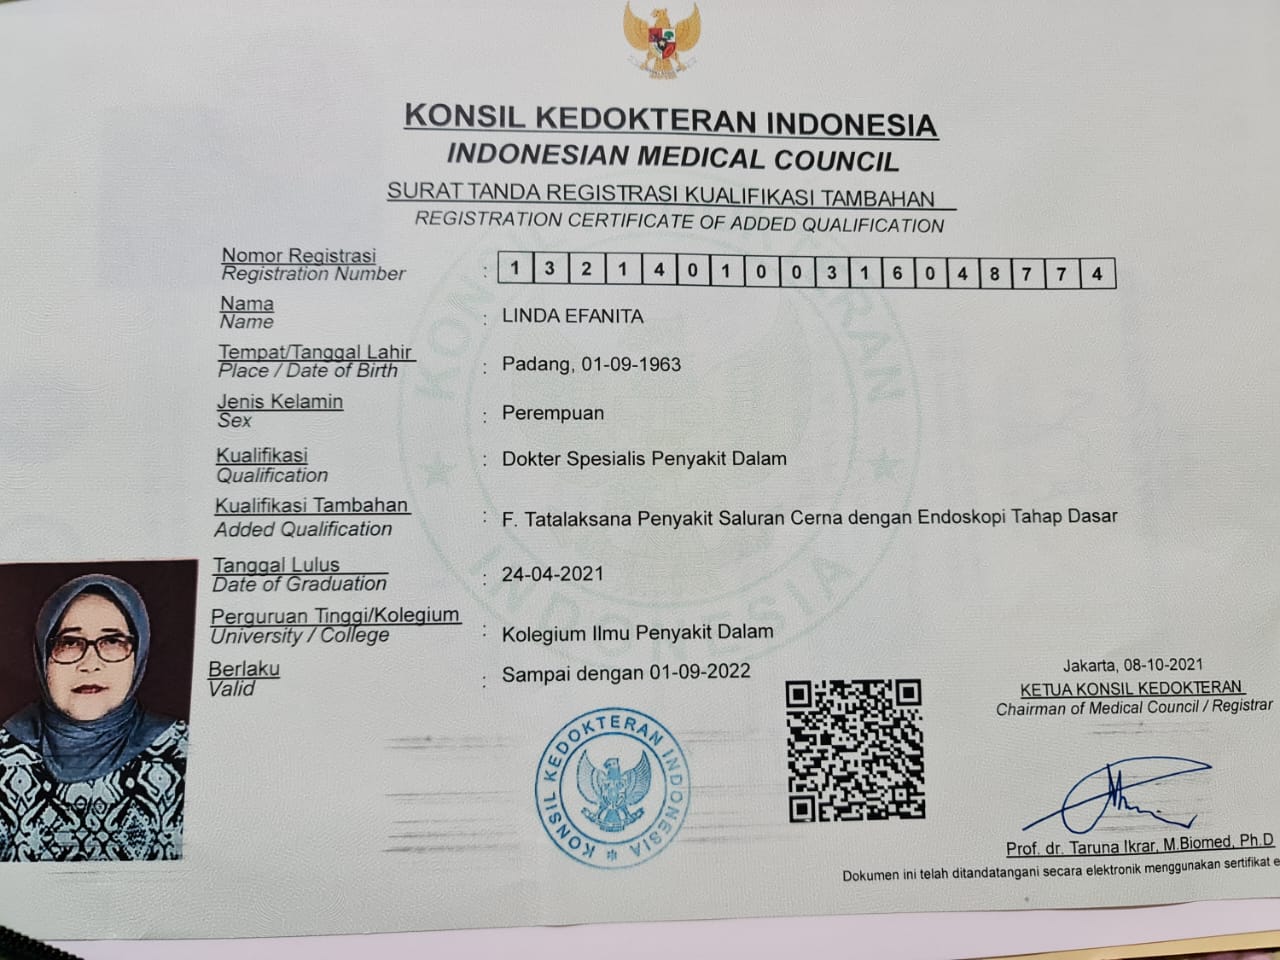 KONSIL KEDOKTERAN INDONESIA
INDONESIAN MEDICAL COUNCIL
SURAT TANDA REGISTRASI KUALIFIKASI TAMBAHAN
REGISTRATION CERTIFICATE OF ADDED QUALIFICATION
Nomor Registrasi
Registration Number : 1 3 2 1 4 0 1 0 0 3 1 6 0 4 8 7 7 4
Nama
Name : LINDA EFANITA
Tempat/Tanggal Lahir
Place / Date of Birth : Padang, 01-09-1963
Jenis Kelamin
Sex : Perempuan
Kualifikasi
Qualification : Dokter Spesialis Penyakit Dalam
Kualifikasi Tambahan
Added Qualification : F. Tatalaksana Penyakit Saluran Cerna dengan Endoskopi Tahap Dasar
Tanggal Lulus
Date of Graduation : 24-04-2021
Perguruan Tinggi/Kolegium
University / College : Kolegium Ilmu Penyakit Dalam
Berlaku
Valid : Sampai dengan 01-09-2022
Jakarta, 08-10-2021
KETUA KONSIL KEDOKTERAN
Chairman of Medical Council / Registrar
KONSIL KEDOKTERAN INDONESIA
Prof. dr. Taruna Ikrar, M.Biomed, Ph.D
Dokumen ini telah ditandatangani secara elektronik menggunakan sertifikat e
KONSIL KEDOKTERAN INDONESIA